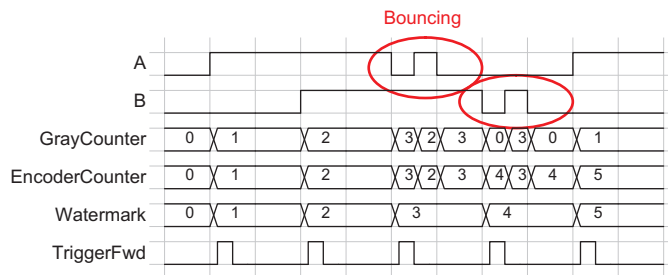 Bouncing
A
B
GrayCounter 0 1 2 3 2 3 0 3 0 1
EncoderCounter 0 1 2 3 2 3 4 3 4 5
Watermark 0 1 2 3 4 5
TriggerFwd